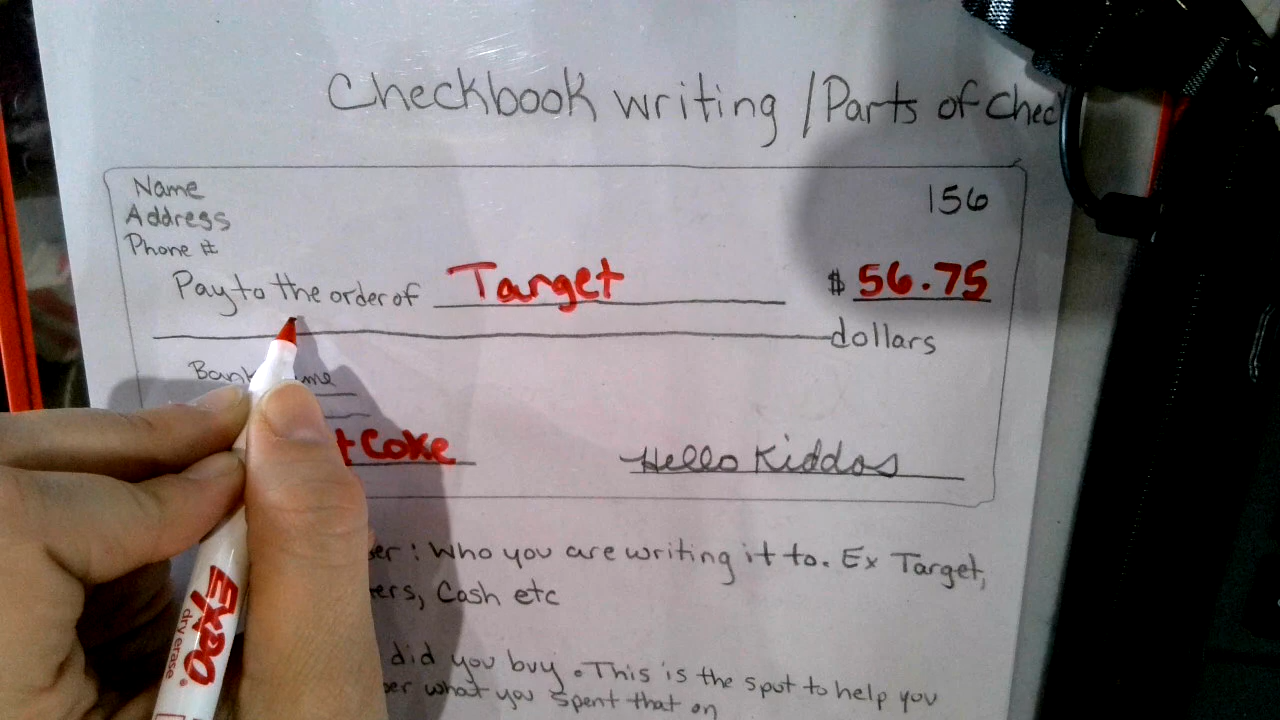 Checkbook writing / Parts of Chec
Name
156
Address
Phone #
Pay to the order of Target $ 56.75
dollars
Coke Hello Kiddos
: Who you are writing it to. Ex Target,
Cash etc
did you buy. This is the spot to help you
what you spent that on
EXPO
dry erase